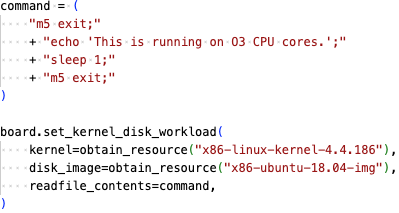 command = (
    "m5 exit;"
    + "echo 'This is running on O3 CPU cores.';"
    + "sleep 1;"
    + "m5 exit;"
)

board.set_kernel_disk_workload(
    kernel=obtain_resource("x86-linux-kernel-4.4.186"),
    disk_image=obtain_resource("x86-ubuntu-18.04-img"),
    readfile_contents=command,
)